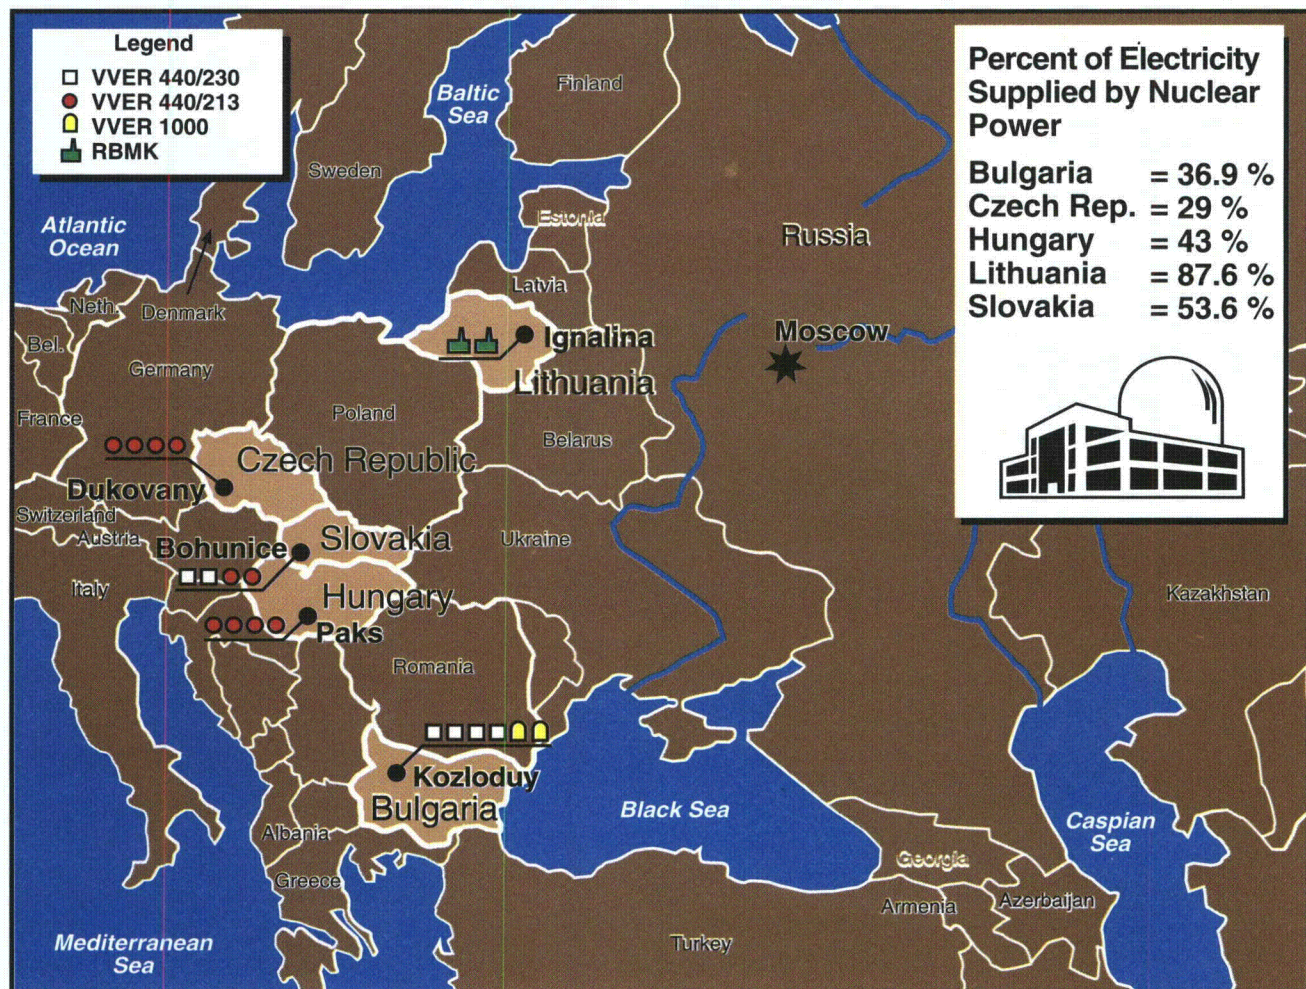 Legend
VVER 440/230
VVER 440/213
VVER 1000
RBMK
Percent of Electricity
Supplied by Nuclear
Power
Bulgaria = 36.9 %
Czech Rep. = 29 %
Hungary = 43 %
Lithuania = 87.6 %
Slovakia = 53.6 %
Baltic
Sea
Finland
Sweden
Atlantic
Ocean
Estonia
Russia
Latvia
Neth.
Denmark
Bel.
Germany
Ignalina
Moscow
Lithuania
France
Poland
Belarus
Czech Republic
Dukovany
Switzerland
Austria
Bohunice
Slovakia
Ukraine
Italy
Hungary
Kazakhstan
Paks
Romania
Kozloduy
Bulgaria
Black Sea
Caspian
Sea
Albania
Georgia
Greece
Armenia
Azerbaijan
Mediterranean
Sea
Turkey